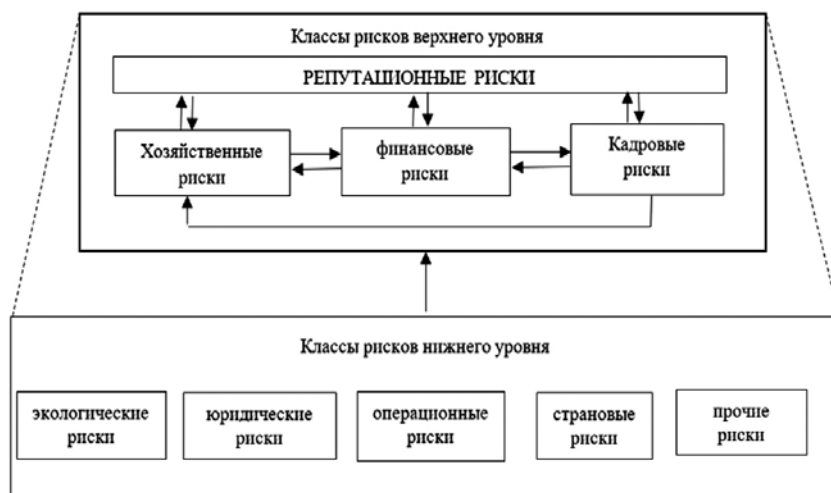 Классы рисков верхнего уровня
РЕПУТАЦИОННЫЕ РИСКИ
Хозяйственные
риски
финансовые
риски
Кадровые
риски
Классы рисков нижнего уровня
экологические
риски
юридические
риски
операционные
риски
страновые
риски
прочие
риски